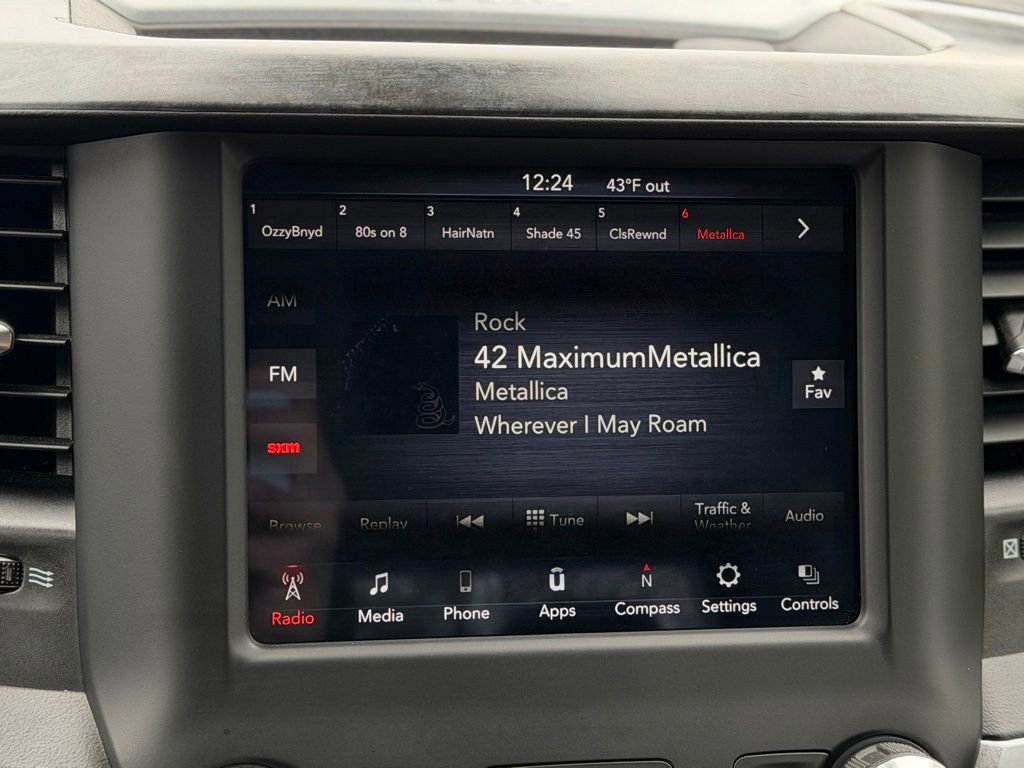 12:24 43°F out
1 2 3 4 5 6
OzzyBnyd 80s on 8 HairNatn Shade 45 ClsRewnd Metallca
AM
Rock
42 MaximumMetallica
FM
Fav
Metallica
Wherever I May Roam
sxm
Browse Replay Tune Traffic & Audio
Weather
N
Radio Media Phone Apps Compass Settings Controls